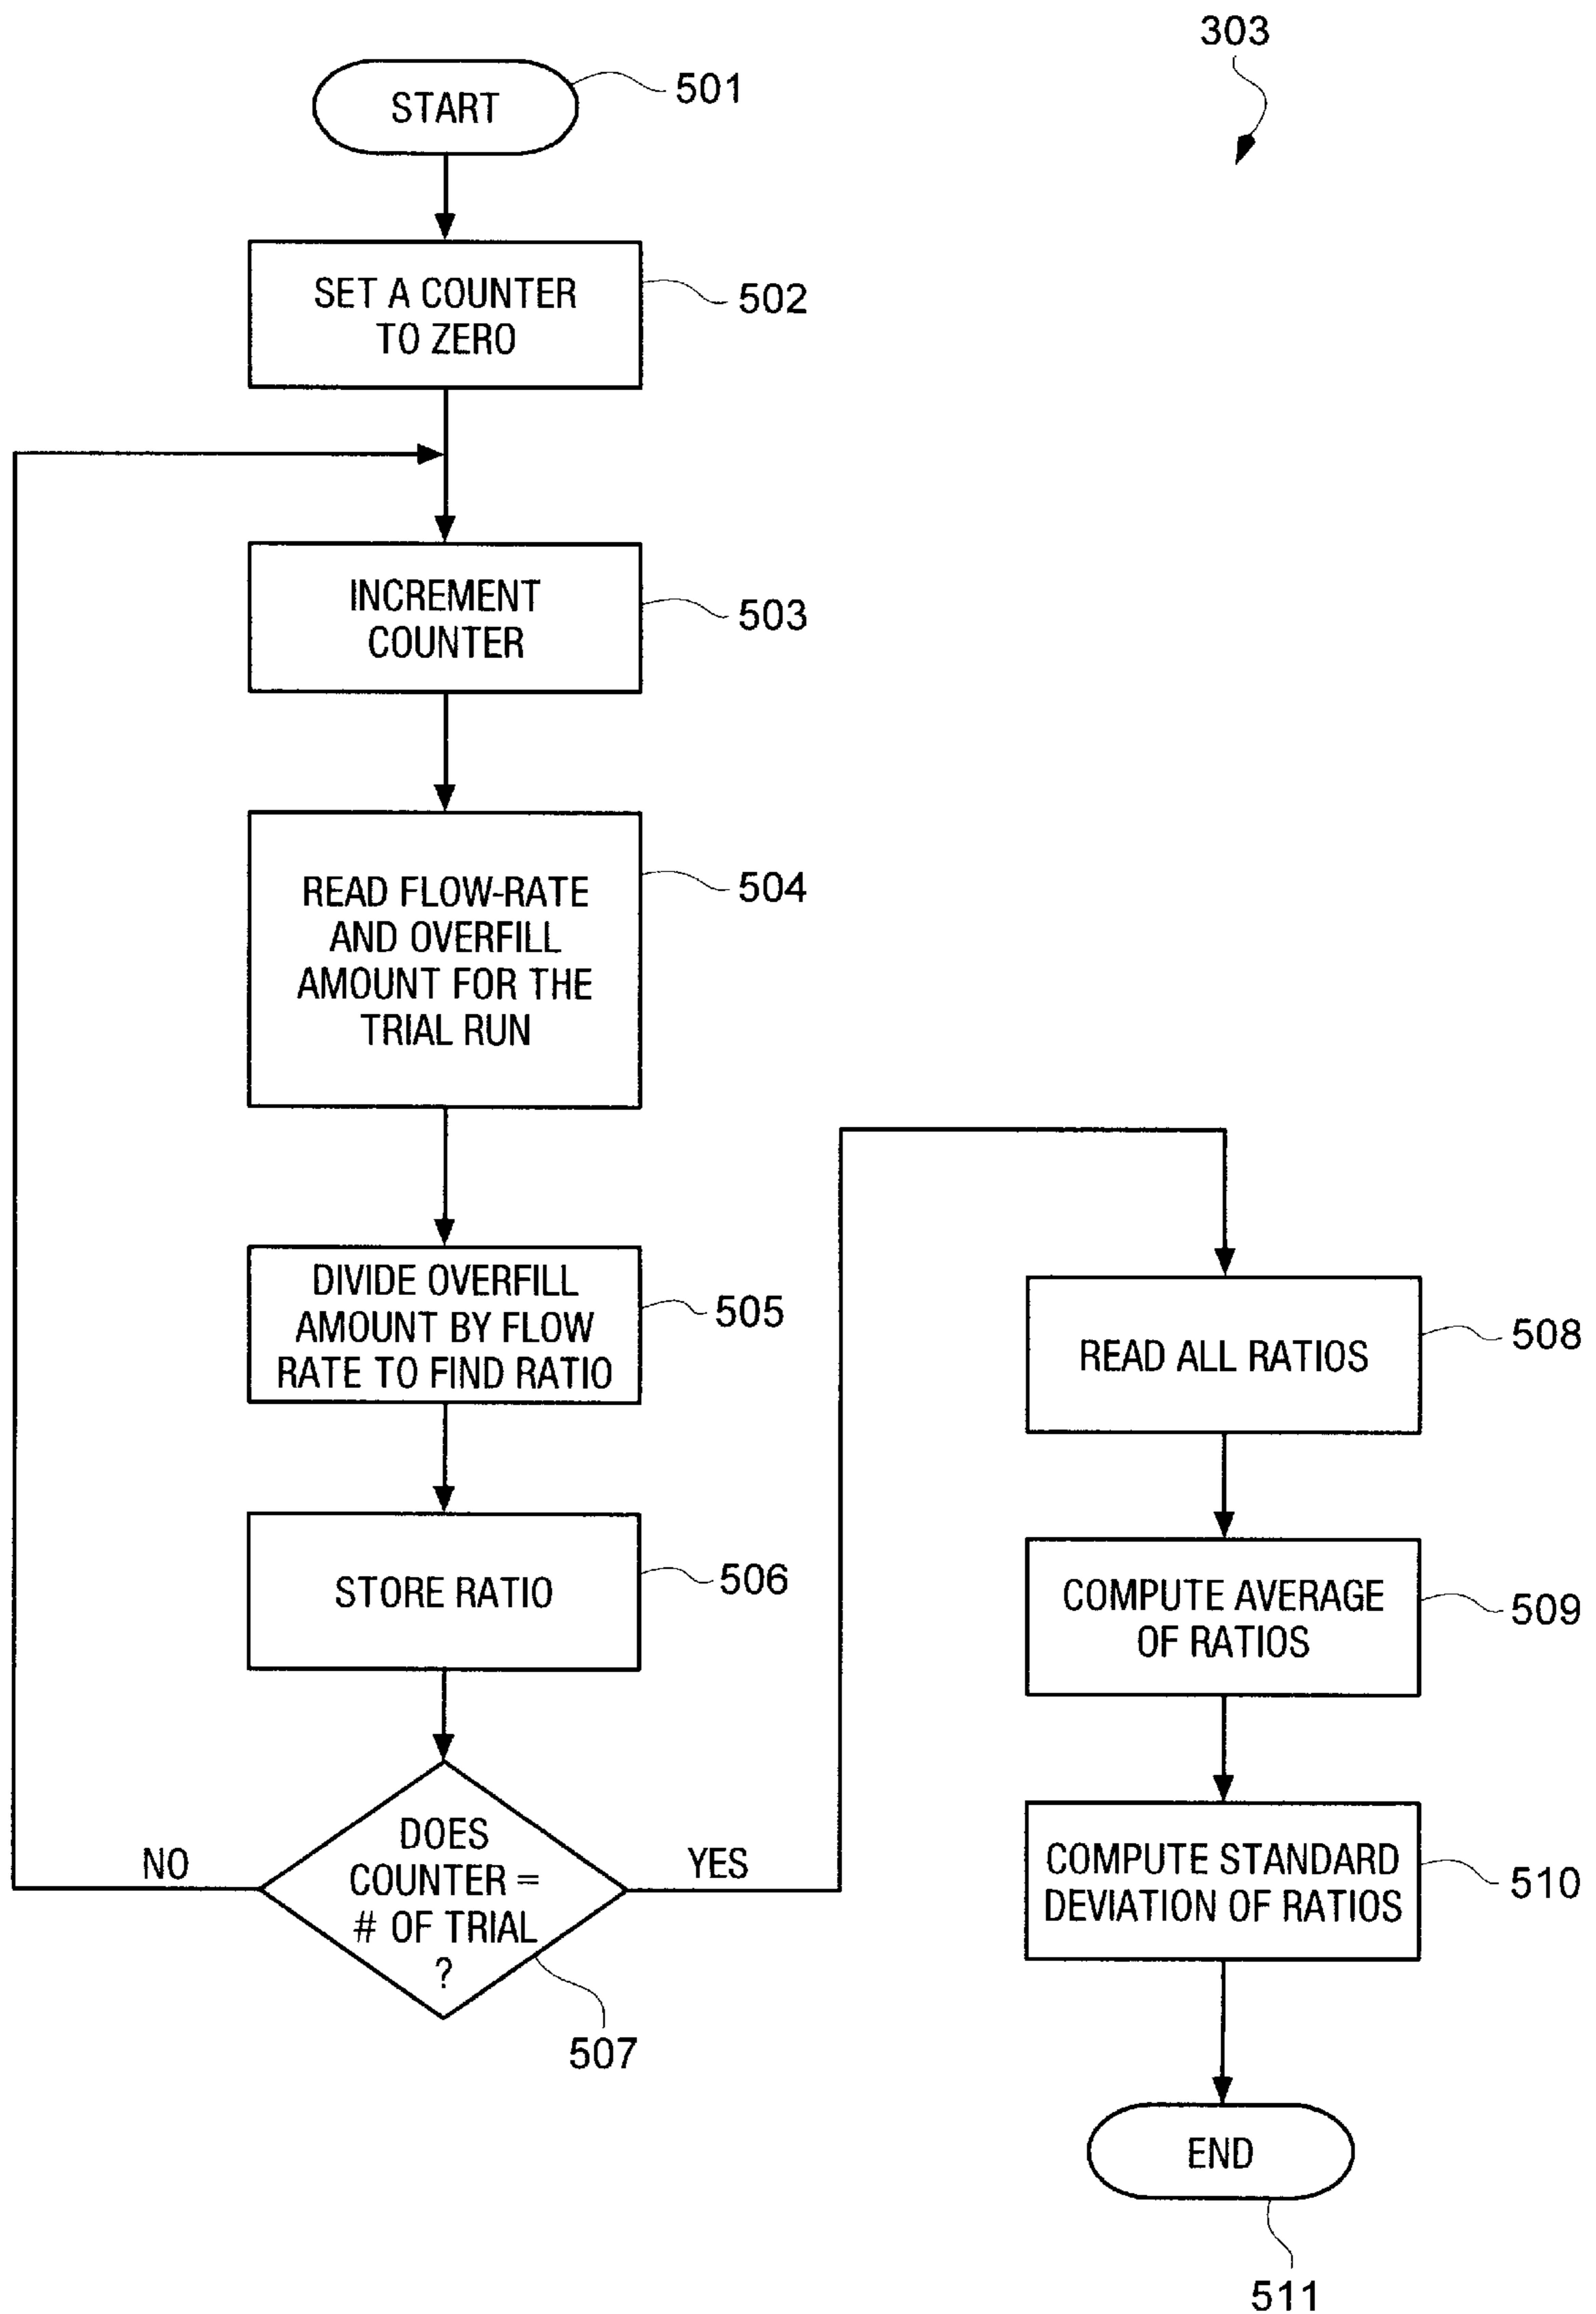 303
START
501
SET A COUNTER
TO ZERO
502
INCREMENT
COUNTER
503
READ FLOW-RATE
AND OVERFILL
AMOUNT FOR THE
TRIAL RUN
504
DIVIDE OVERFILL
AMOUNT BY FLOW
RATE TO FIND RATIO
505
STORE RATIO
506
DOES
COUNTER =
# OF TRIAL
?
507
NO
YES
READ ALL RATIOS
508
COMPUTE AVERAGE
OF RATIOS
509
COMPUTE STANDARD
DEVIATION OF RATIOS
510
END
511